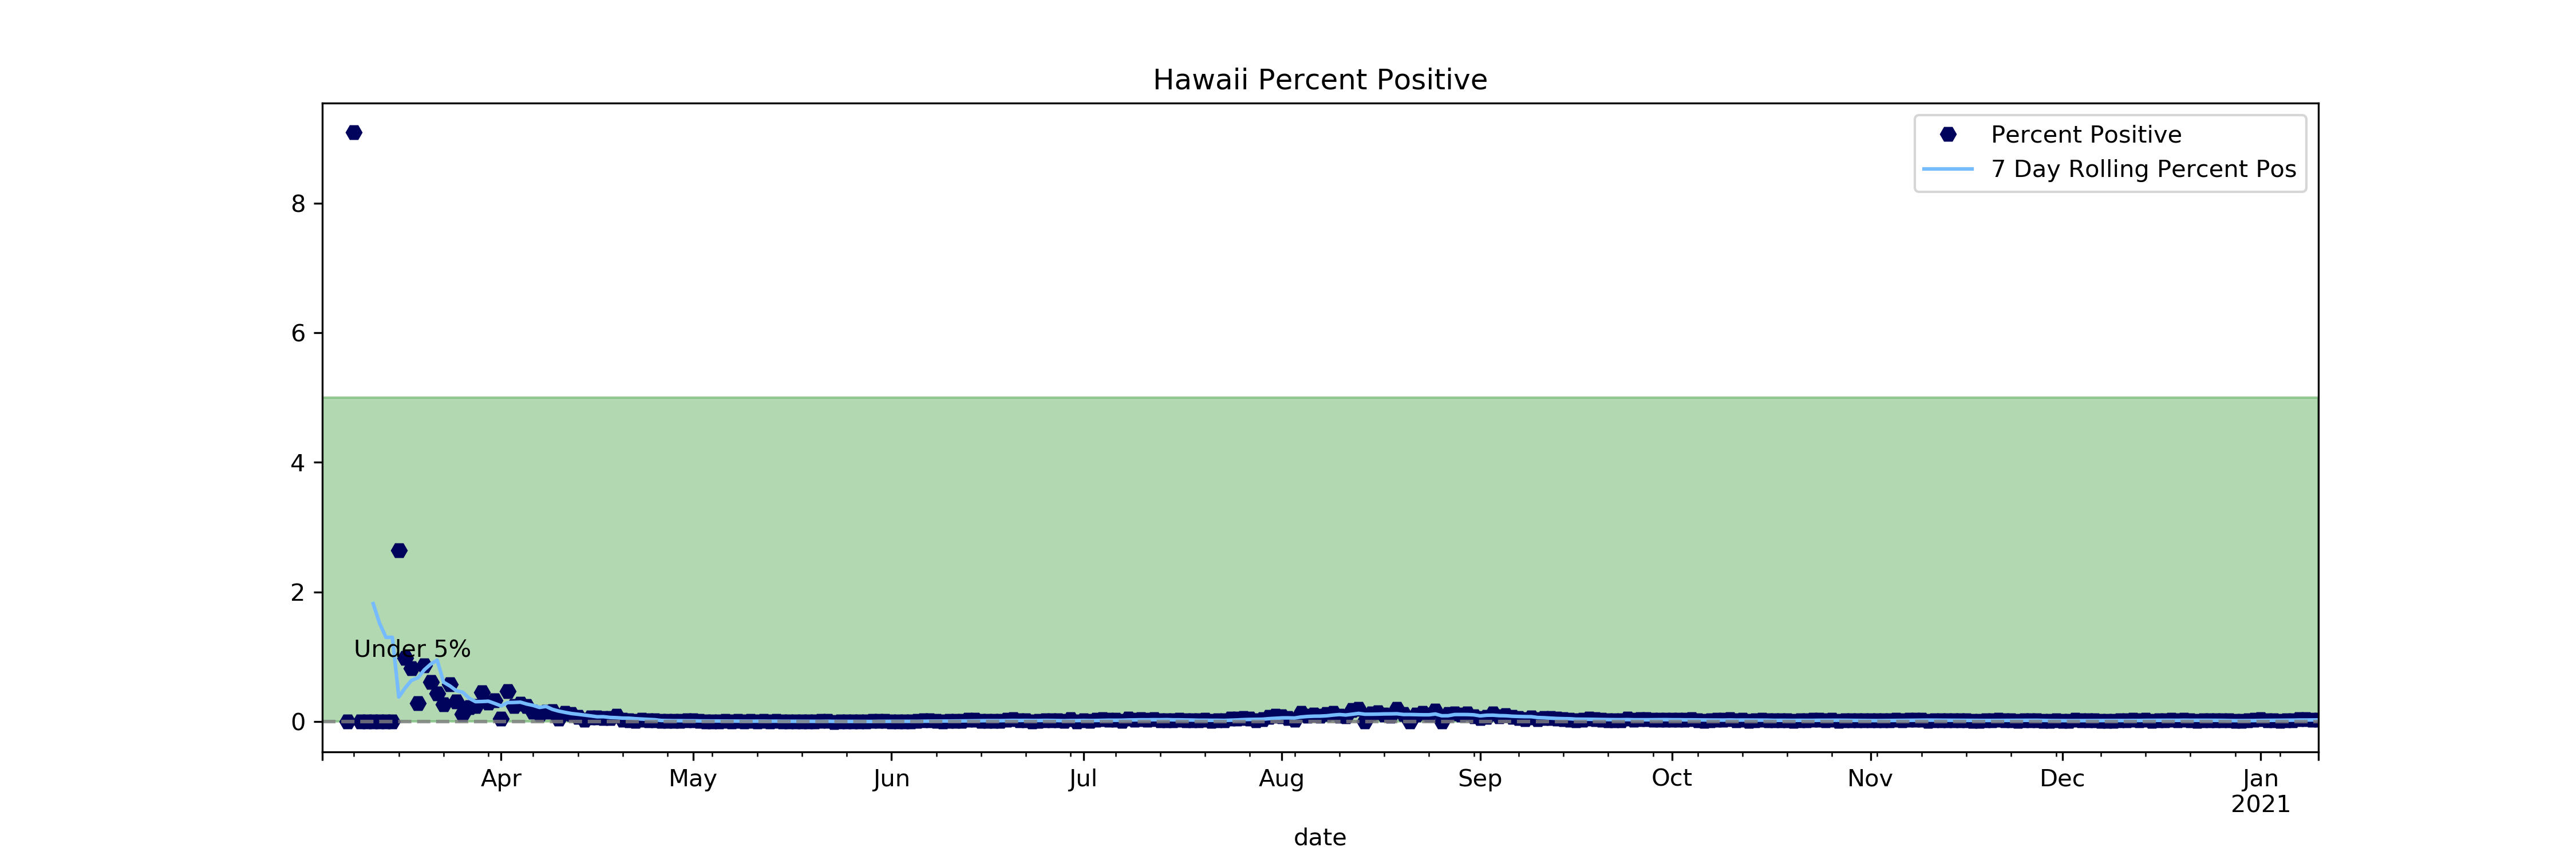 Hawaii Percent Positive
Percent Positive
7 Day Rolling Percent Pos
8
6
4
2
0
Under 5%
Apr May Jun Jul Aug Sep Oct Nov Dec Jan
2021
date